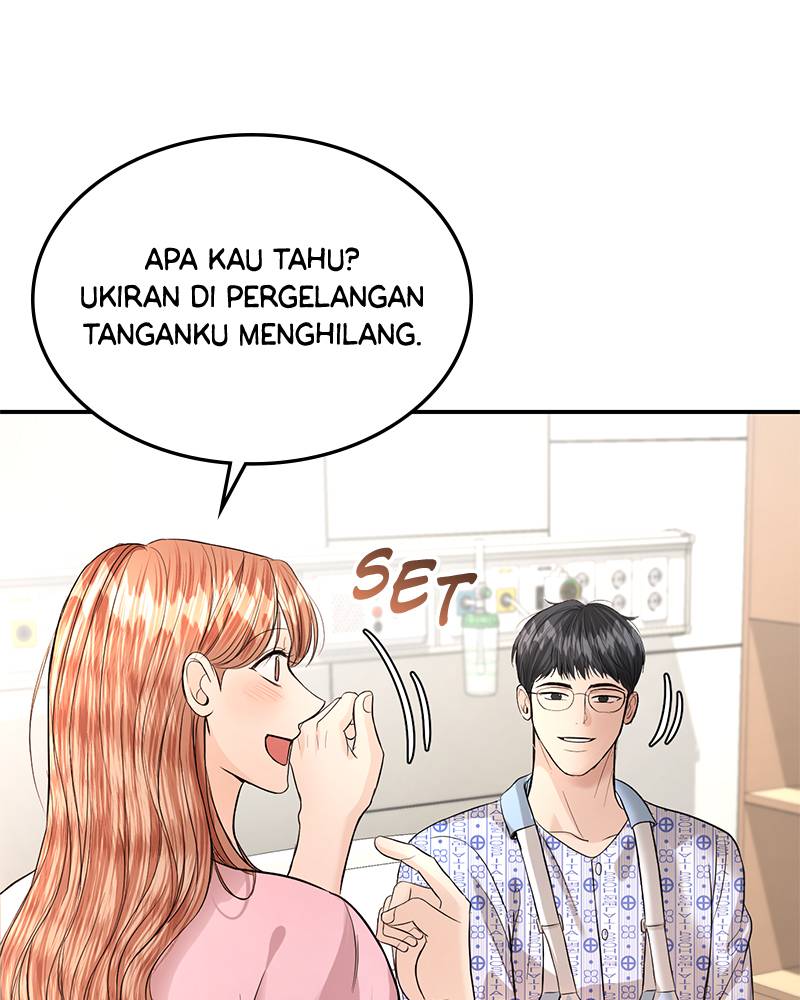 APA KAU TAHU?
UKIRAN DI PERGELANGAN
TANGANKU MENGHILANG.
SET